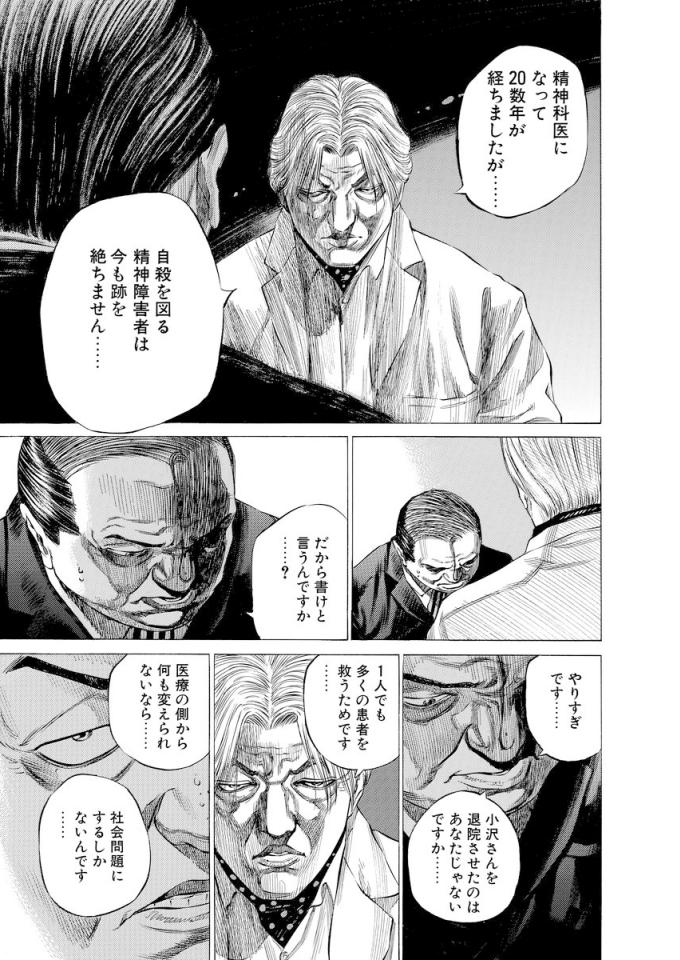 精神科医に
なって
20数年が
経ちましたが……
自殺を図る
精神障害者は
今も跡を
絶ちません……
だから書けと
言うんですか
……？
やりすぎ
です……
小沢さんを
退院させたのは
あなたじゃない
ですか……
1人でも
多くの患者を
救うためです
……
医療の側から
何も変えられ
ないなら……
社会問題に
するしか
ないんです
……